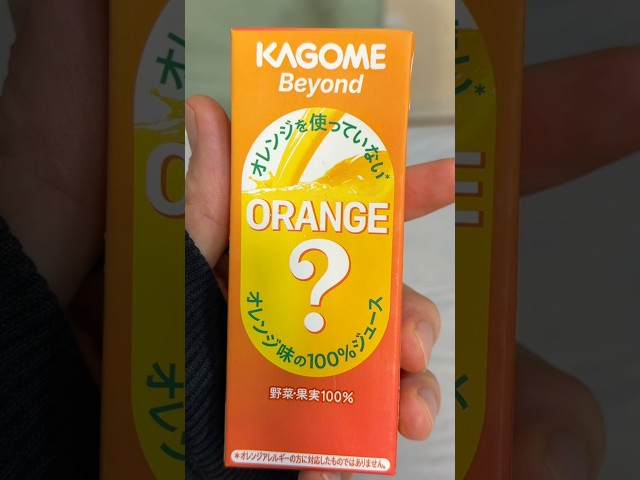 KAGOME
Beyond
オレンジを使っていない*
ORANGE
?
オレンジ味の100%ジュース
野菜・果実100%
*オレンジアレルギーの方に対応したものではありません。